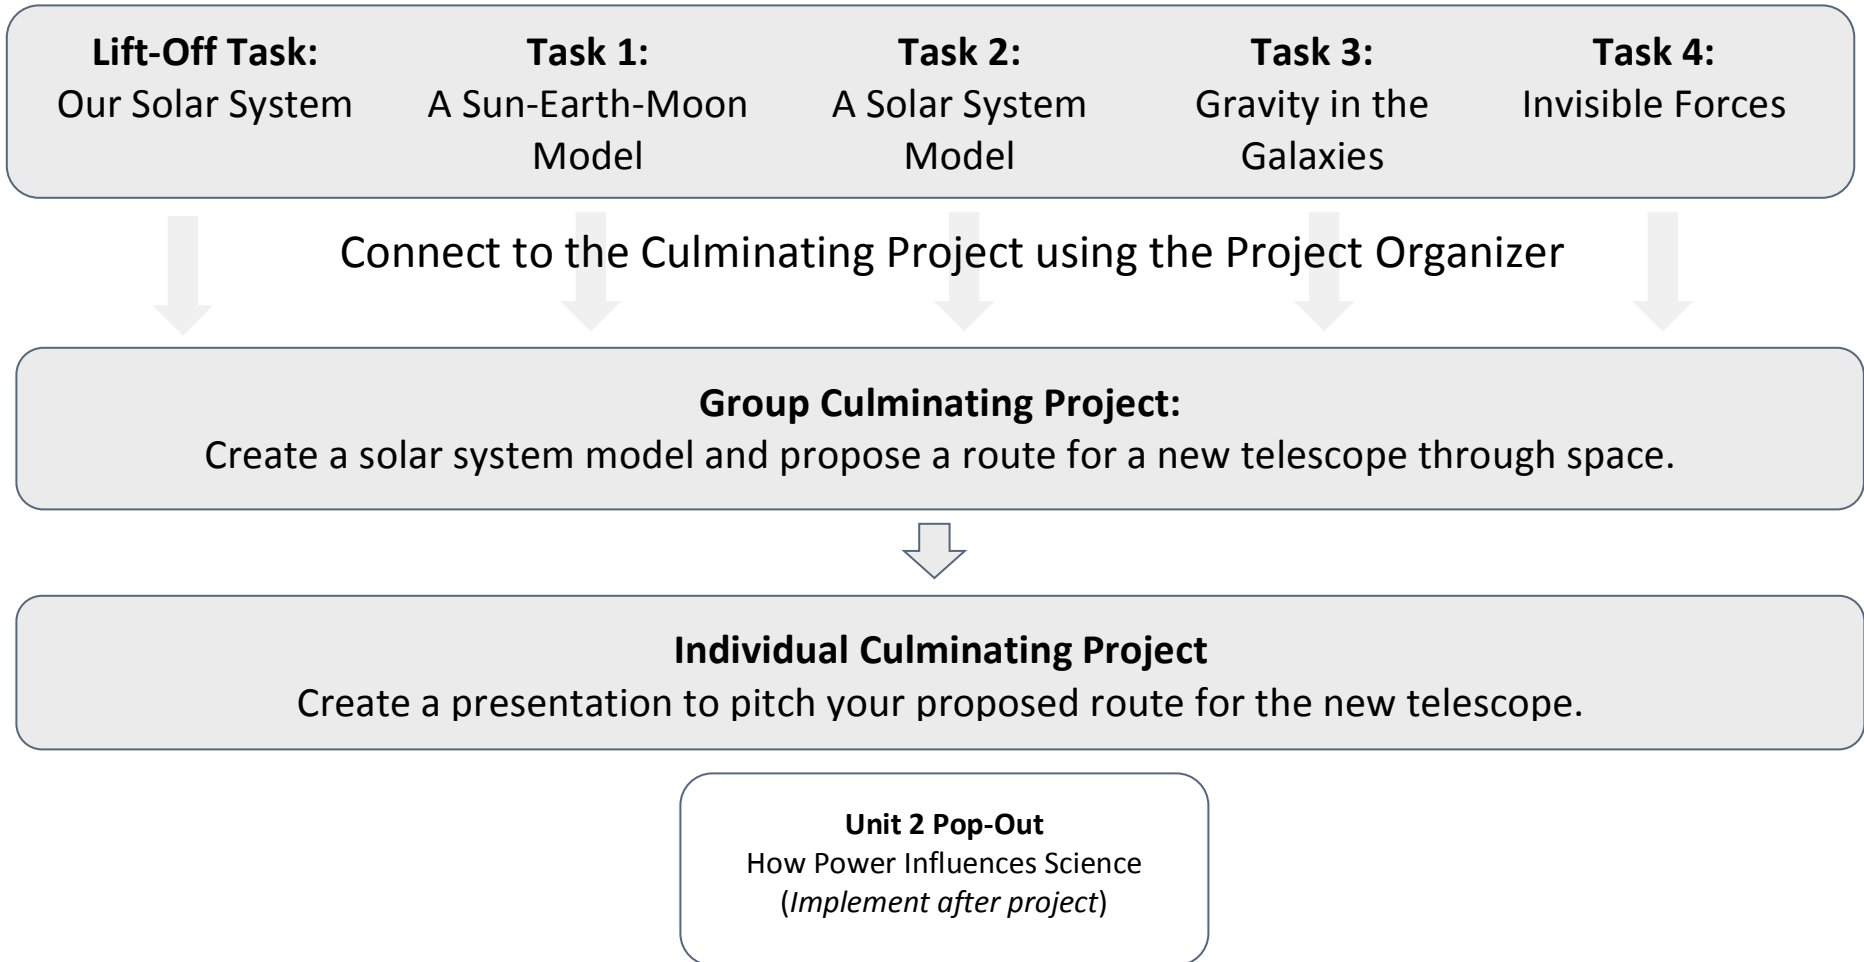 Lift-Off Task:
Our Solar System
Task 1:
A Sun-Earth-Moon
Model
Task 2:
A Solar System
Model
Task 3:
Gravity in the
Galaxies
Task 4:
Invisible Forces
Connect to the Culminating Project using the Project Organizer
Group Culminating Project:
Create a solar system model and propose a route for a new telescope through space.
Individual Culminating Project
Create a presentation to pitch your proposed route for the new telescope.
Unit 2 Pop-Out
How Power Influences Science
(Implement after project)